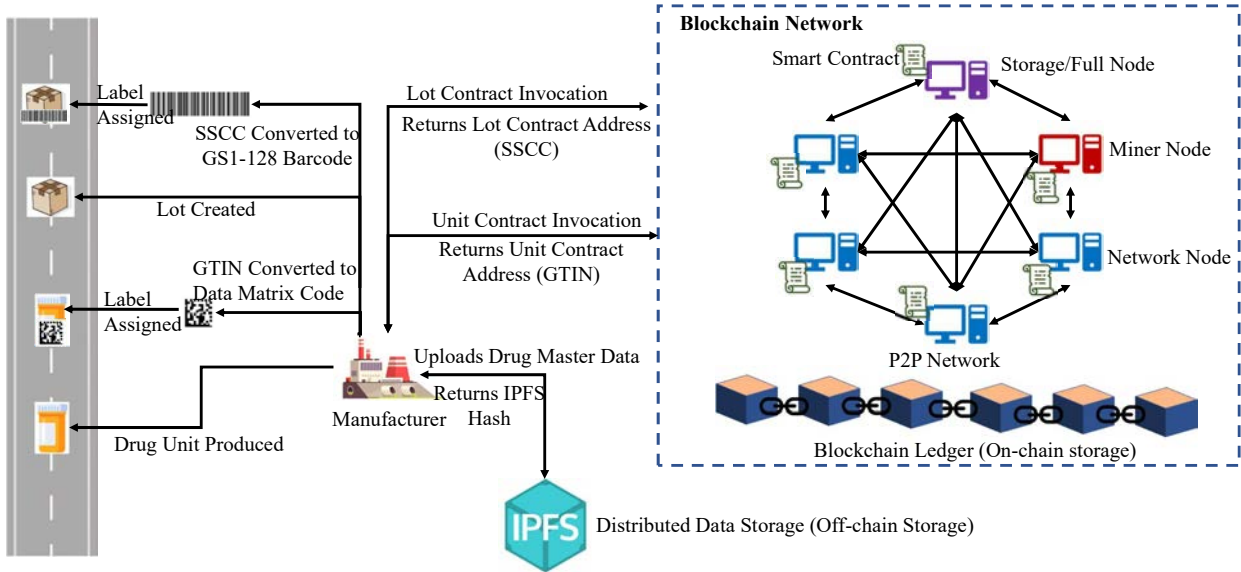 Blockchain Network
Smart Contract
Storage/Full Node
Label
Assigned
SSCC Converted to
GS1-128 Barcode
Lot Contract Invocation
Returns Lot Contract Address
(SSCC)
Miner Node
Lot Created
Unit Contract Invocation
Returns Unit Contract
Address (GTIN)
Network Node
GTIN Converted to
Data Matrix Code
Label
Assigned
P2P Network
Uploads Drug Master Data
Returns IPFS
Hash
Manufacturer
Drug Unit Produced
Blockchain Ledger (On-chain storage)
IPFS
Distributed Data Storage (Off-chain Storage)